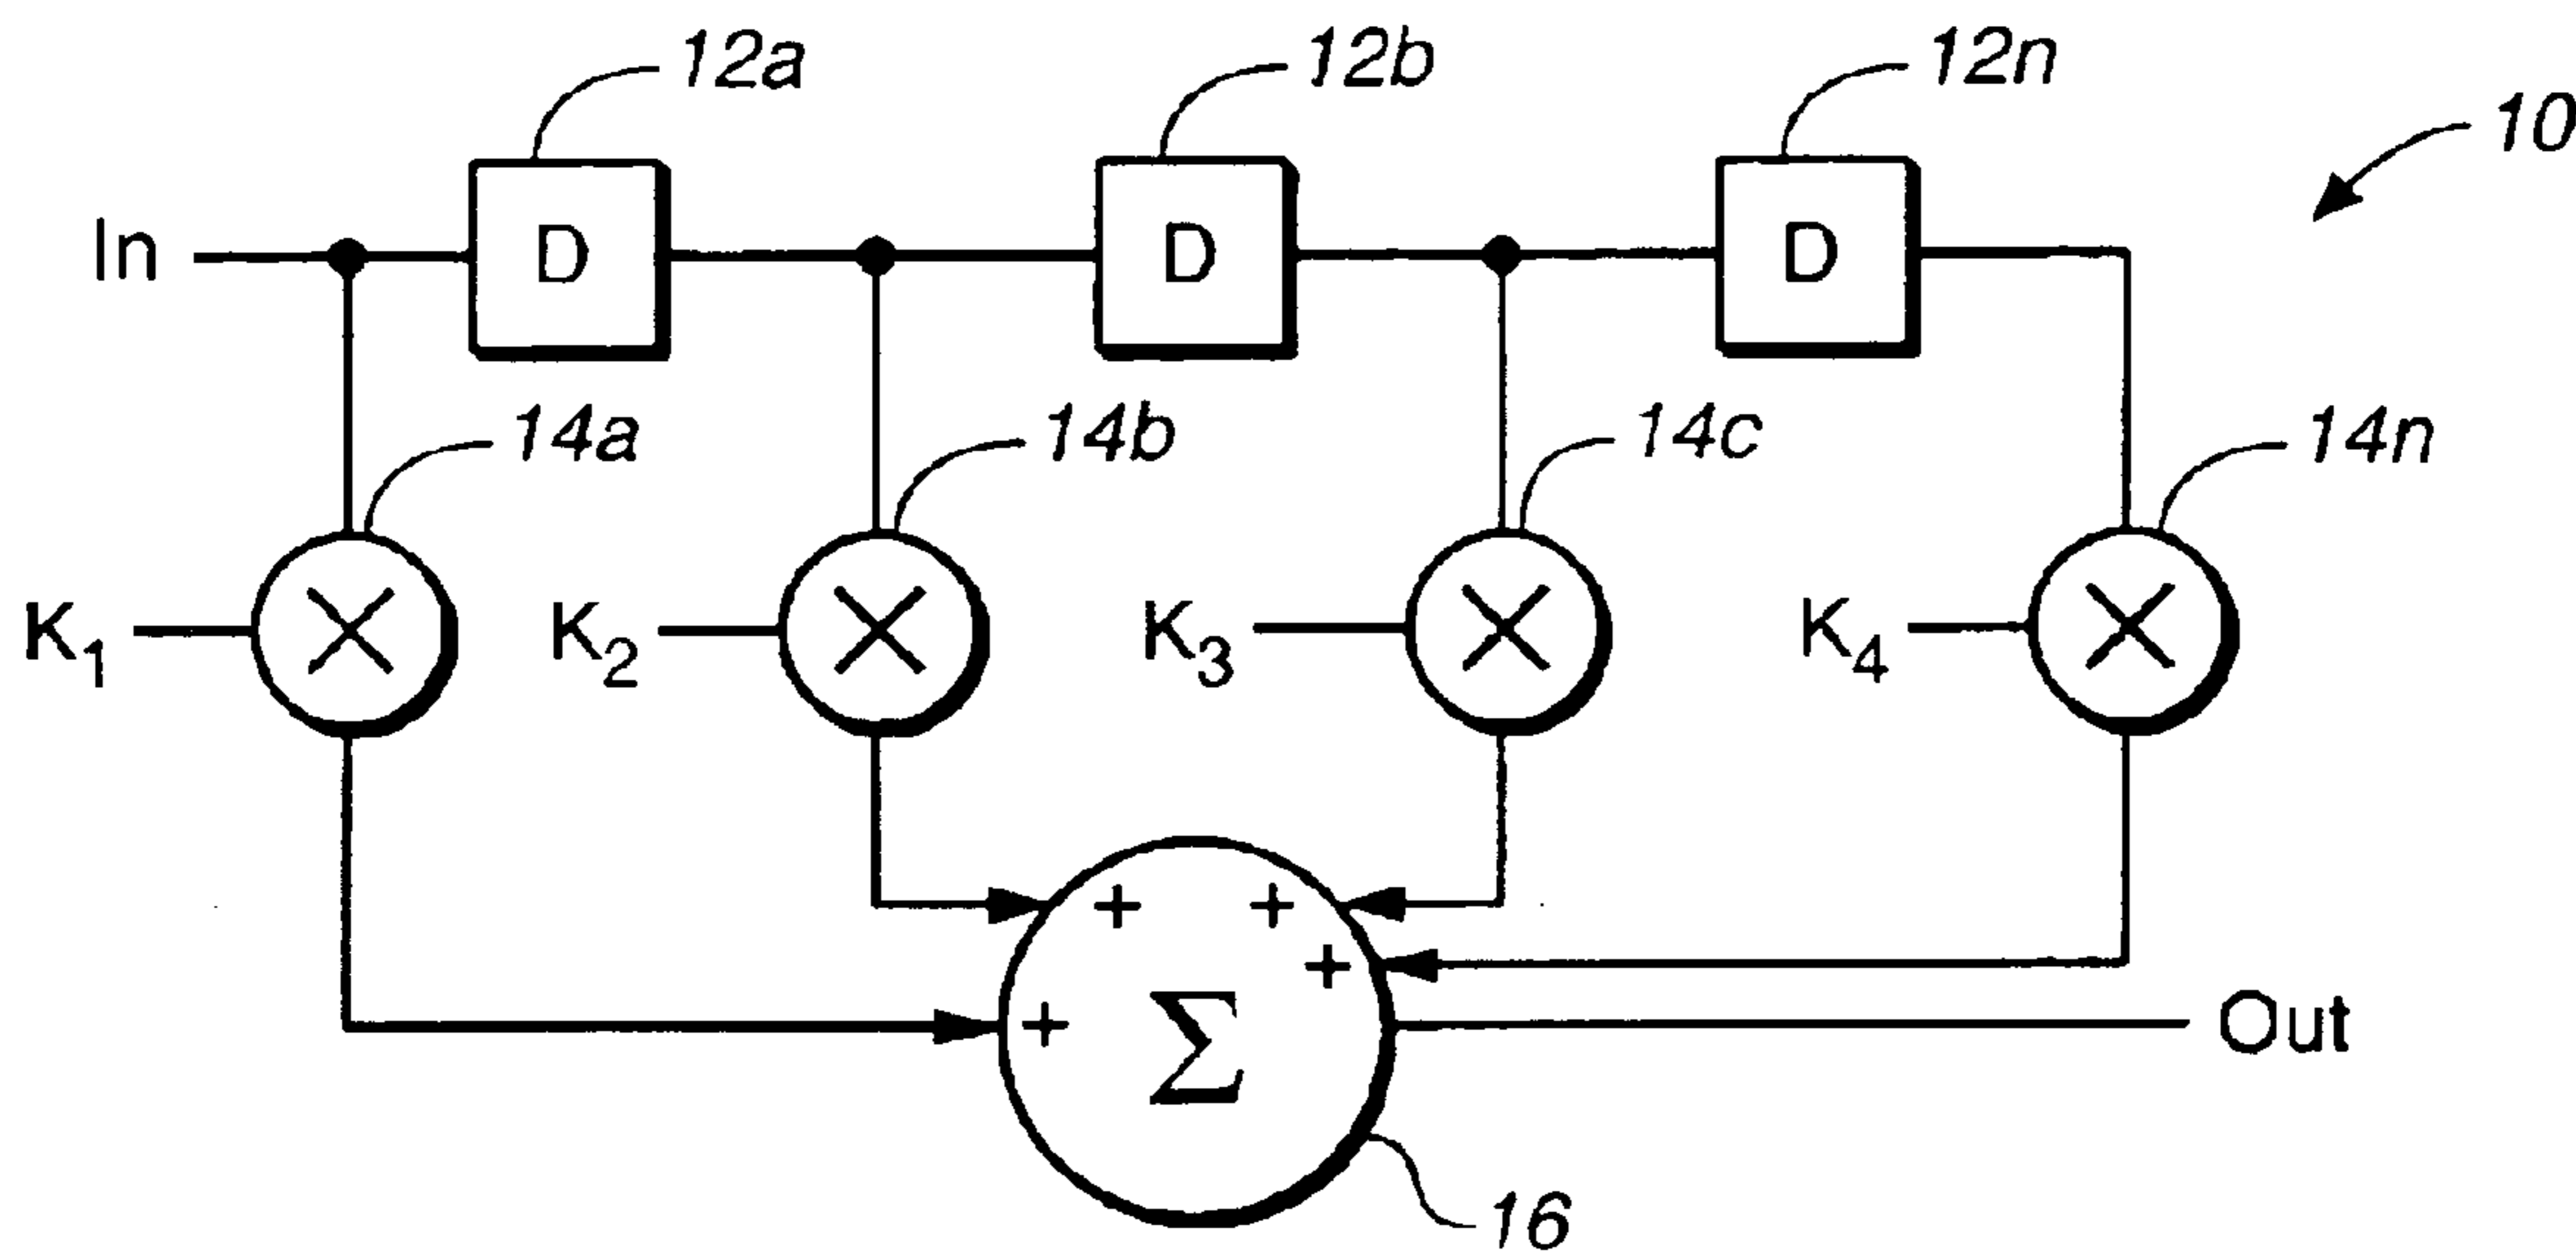 12a 12b 12n
10
In D D D
14a 14b 14c 14n
K1 × K2 × K3 × K4 ×
+ +
+
+ Σ Out
16